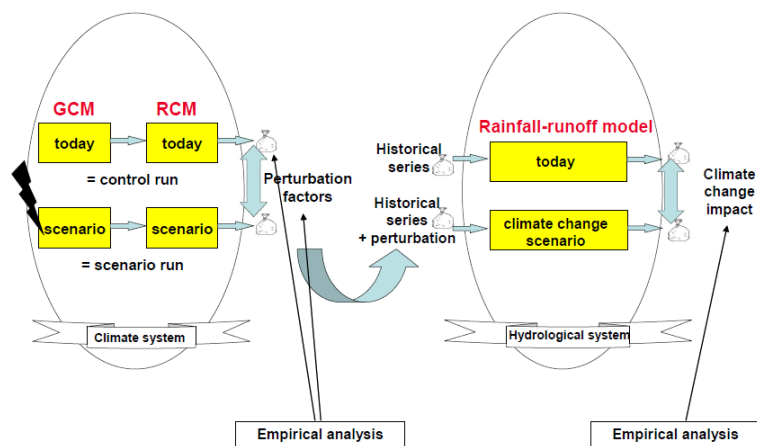 GCM
RCM
today
today
= control run
scenario
scenario
= scenario run
Perturbation
factors
Climate system
Historical
series
Historical
series
+ perturbation
Rainfall-runoff model
today
climate change
scenario
Climate
change
impact
Hydrological system
Empirical analysis
Empirical analysis